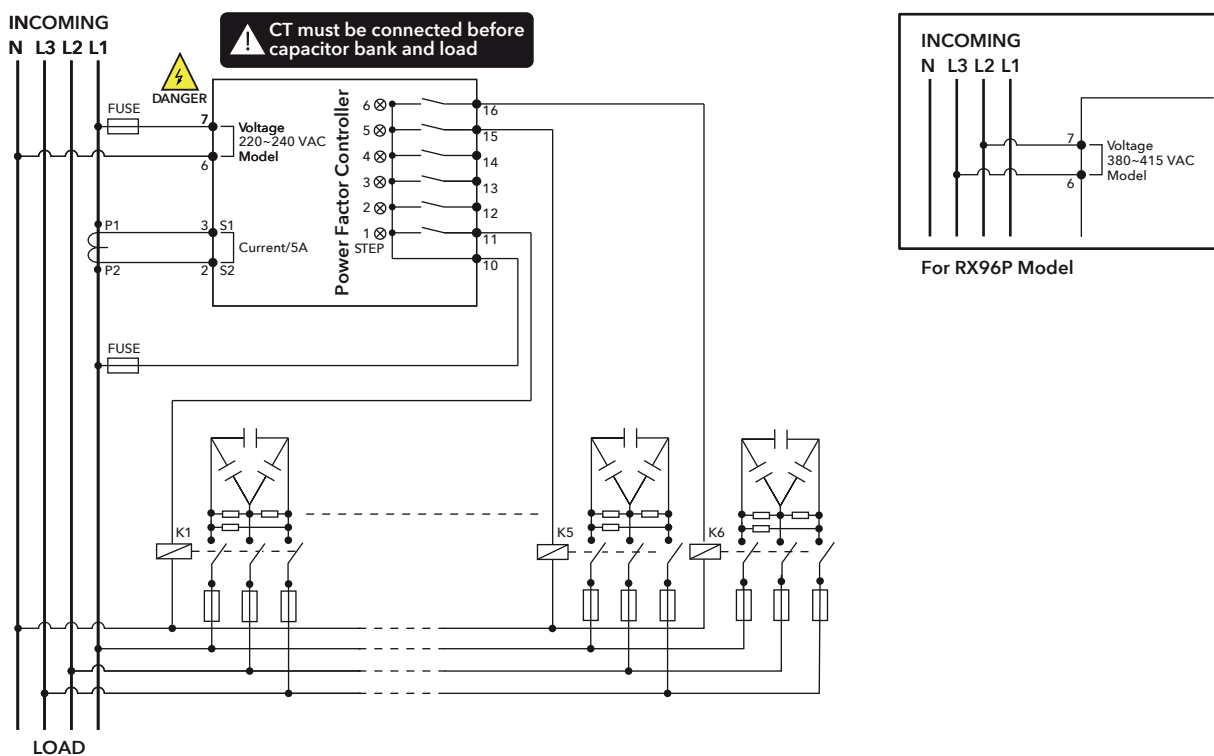 INCOMING
N L3 L2 L1
CT must be connected before
capacitor bank and load
DANGER
FUSE
7
Voltage
220~240 VAC
Model
6
P1
3 S1
Current/5A
P2
2 S2
Power Factor Controller
6
5
4
3
2
1
STEP
16
15
14
13
12
11
10
FUSE
K1
K5
K6
LOAD
INCOMING
N L3 L2 L1
7
Voltage
380~415 VAC
Model
6
For RX96P Model